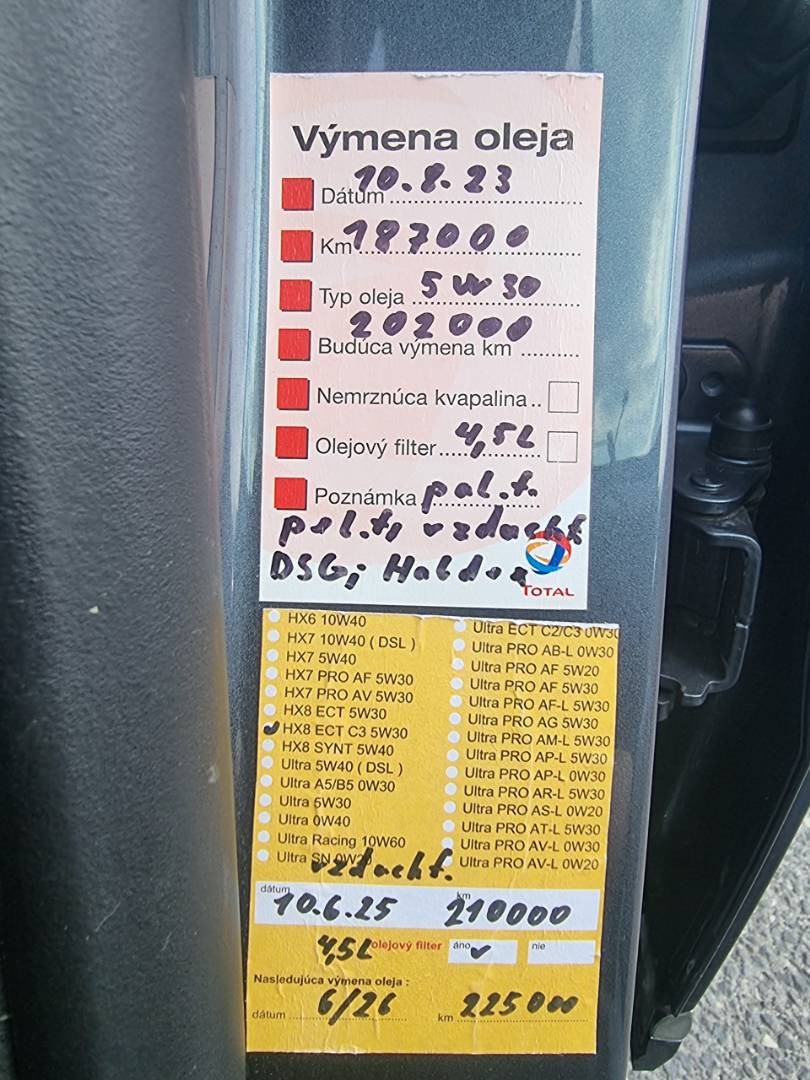 Výmena oleja
Dátum 10.8.23
Km 187000
Typ oleja 5W30
Budúca výmena km 202000
Nemrznúca kvapalina..
Olejový filter 4,5L
Poznámka pal.f.
pel.f, vzduchf
DSG; Haldex
TOTAL
HX6 10W40
HX7 10W40 ( DSL )
HX7 5W40
HX7 PRO AF 5W30
HX7 PRO AV 5W30
HX8 ECT 5W30
HX8 ECT C3 5W30
HX8 SYNT 5W40
Ultra 5W40 ( DSL )
Ultra A5/B5 0W30
Ultra 5W30
Ultra 0W40
Ultra Racing 10W60
Ultra SN 0W20
Ultra ECT C2/C3 0W30
Ultra PRO AB-L 0W30
Ultra PRO AF 5W20
Ultra PRO AF 5W30
Ultra PRO AF-L 5W30
Ultra PRO AG 5W30
Ultra PRO AM-L 5W30
Ultra PRO AP-L 5W30
Ultra PRO AP-L 0W30
Ultra PRO AR-L 5W30
Ultra PRO AS-L 0W20
Ultra PRO AT-L 5W30
Ultra PRO AV-L 0W30
Ultra PRO AV-L 0W20
vzduchf.
dátum 10.6.25 km 210000
4,5L olejový filter áno ✓ nie
Nasledujúca výmena oleja :
dátum 6/26 km 225000